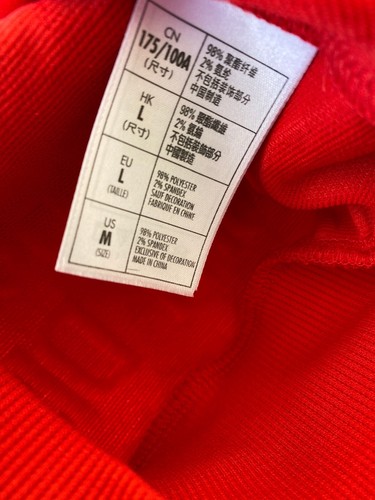 CN
175/100A
(尺寸)
98% 聚酯纤维
2% 氨纶
不包括装饰部分
中国制造
HK
L
(尺寸)
98% 聚酯纖維
2% 氨綸
不包括裝飾部分
中國製造
EU
L
(TAILLE)
98% POLYESTER
2% SPANDEX
SAUF DECORATION
FABRIQUE EN CHINE
US
M
(SIZE)
98% POLYESTER
2% SPANDEX
EXCLUSIVE OF DECORATION
MADE IN CHINA